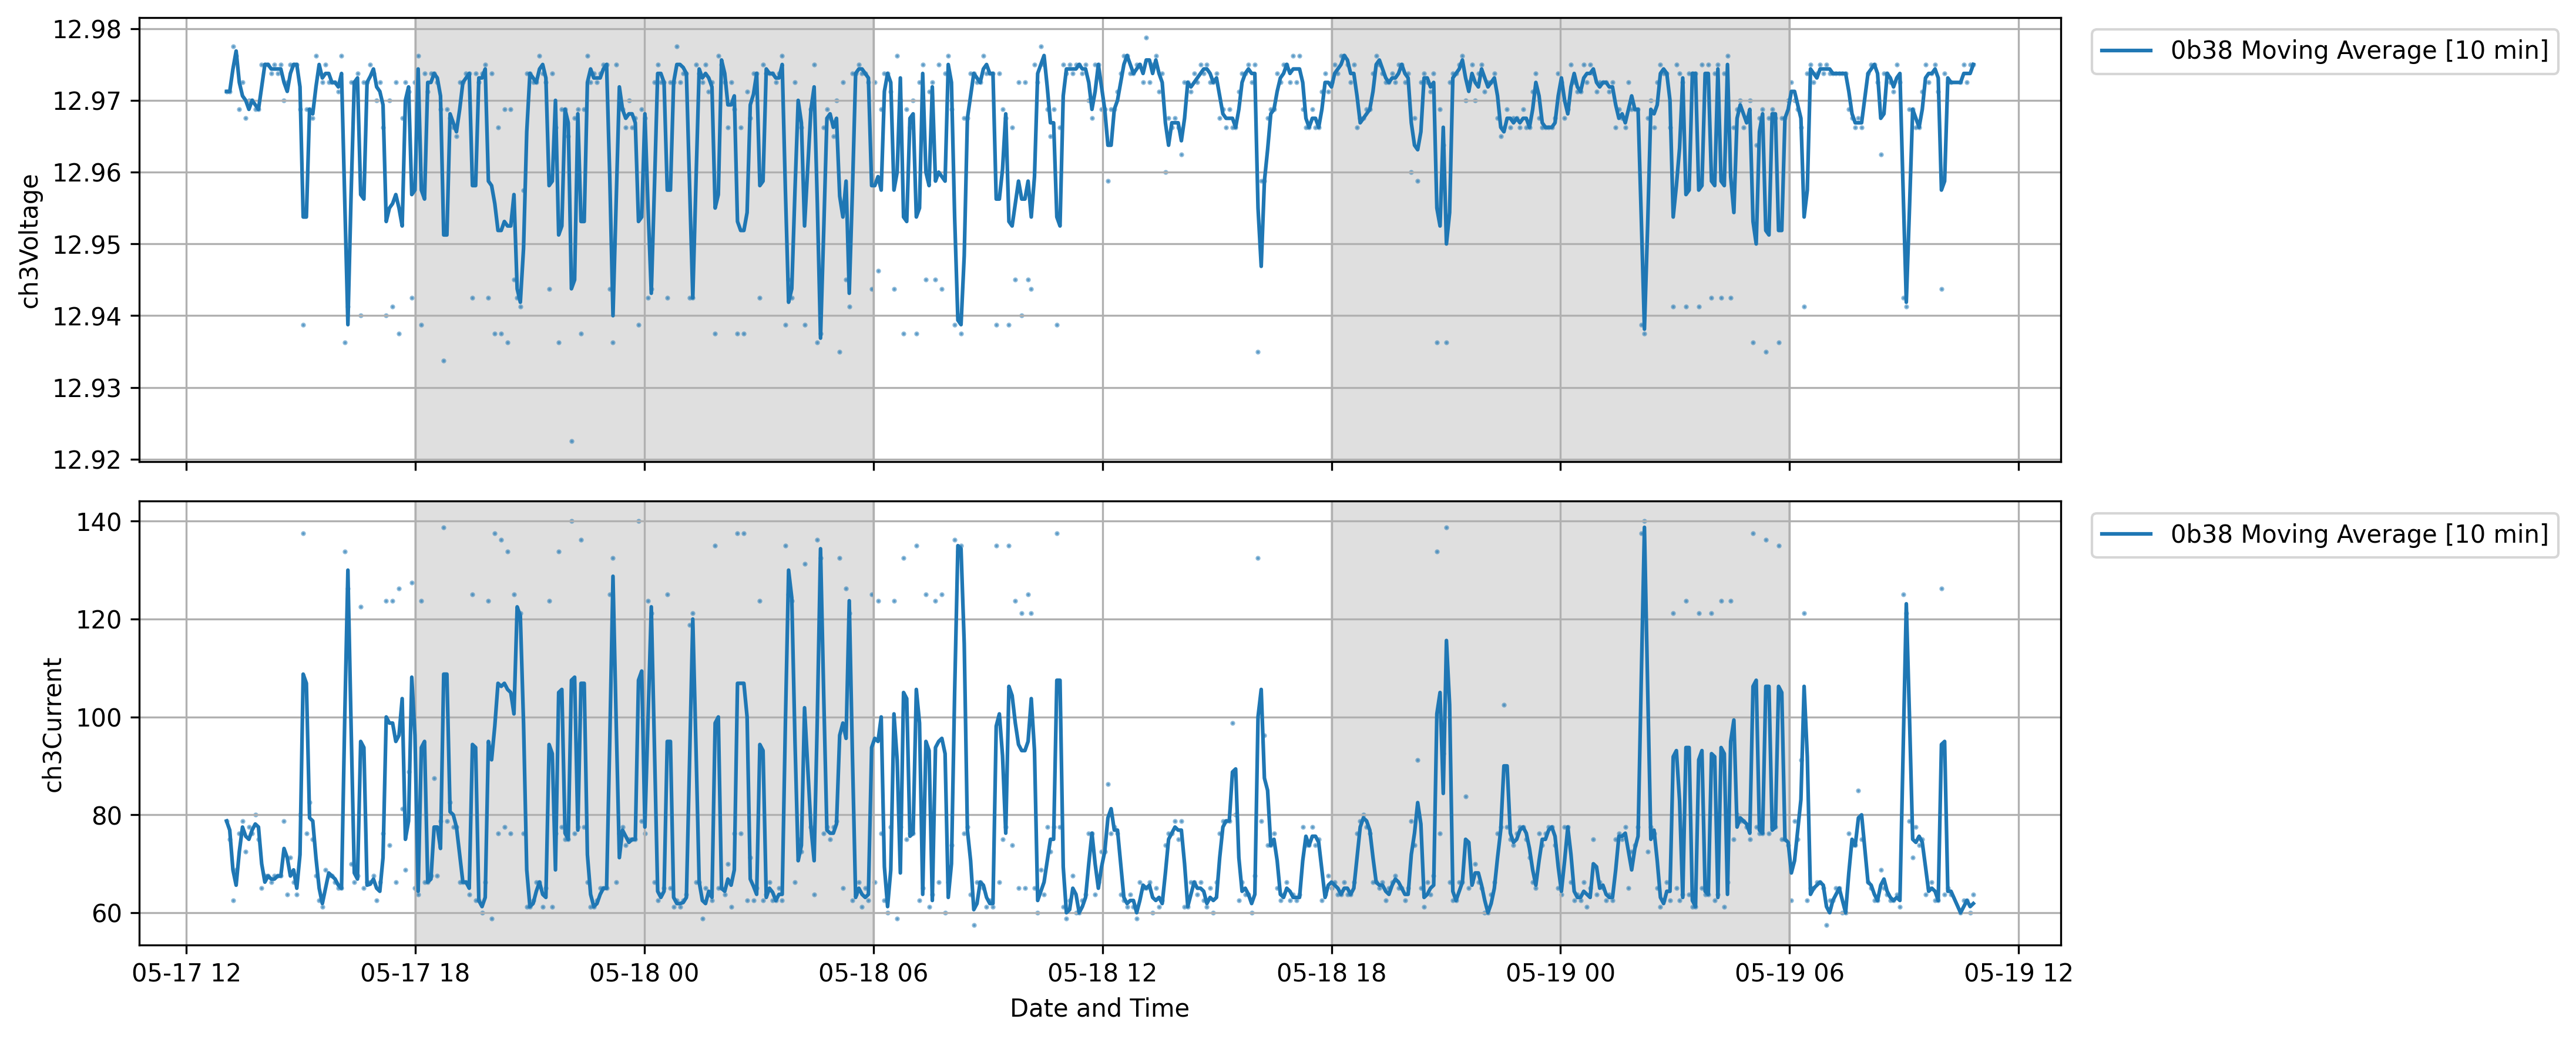 12.98
12.97
12.96
12.95
12.94
12.93
12.92
ch3Voltage
0b38 Moving Average [10 min]
140
120
100
80
60
ch3Current
0b38 Moving Average [10 min]
05-17 12 05-17 18 05-18 00 05-18 06 05-18 12 05-18 18 05-19 00 05-19 06 05-19 12
Date and Time